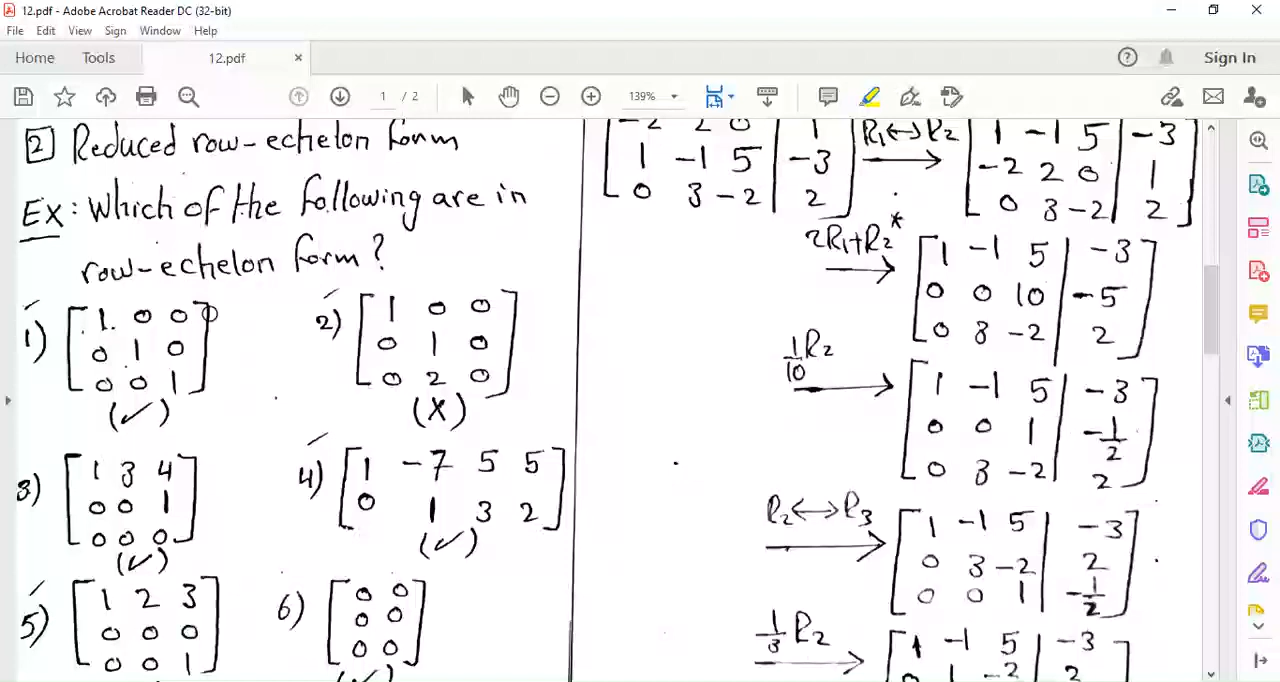 12.pdf - Adobe Acrobat Reader DC (32-bit)
File Edit View Sign Window Help
Home Tools 12.pdf × Sign In
1 / 2 139%
2 Reduced row-echelon form
EX: Which of the following are in
row-echelon form?
1) [1 0 0
0 1 0
0 0 1]
(✓)
2) [1 0 0
0 1 0
0 2 0]
(X)
3) [1 3 4
0 0 1
0 0 0]
(✓)
4) [1 -7 5 5
0 1 3 2]
(✓)
5) [1 2 3
0 0 0
0 0 1]
6) [0 0
0 0
0 0]
[-2 2 0 | 1
1 -1 5 | -3
0 3 -2 | 2]
R1↔R2
[1 -1 5 | -3
-2 2 0 | 1
0 3 -2 | 2]
2R1+R2*
[1 -1 5 | -3
0 0 10 | -5
0 3 -2 | 2]
1/10 R2
[1 -1 5 | -3
0 0 1 | -1/2
0 3 -2 | 2]
R2↔R3
[1 -1 5 | -3
0 3 -2 | 2
0 0 1 | -1/2]
1/3 R2
[1 -1 5 | -3